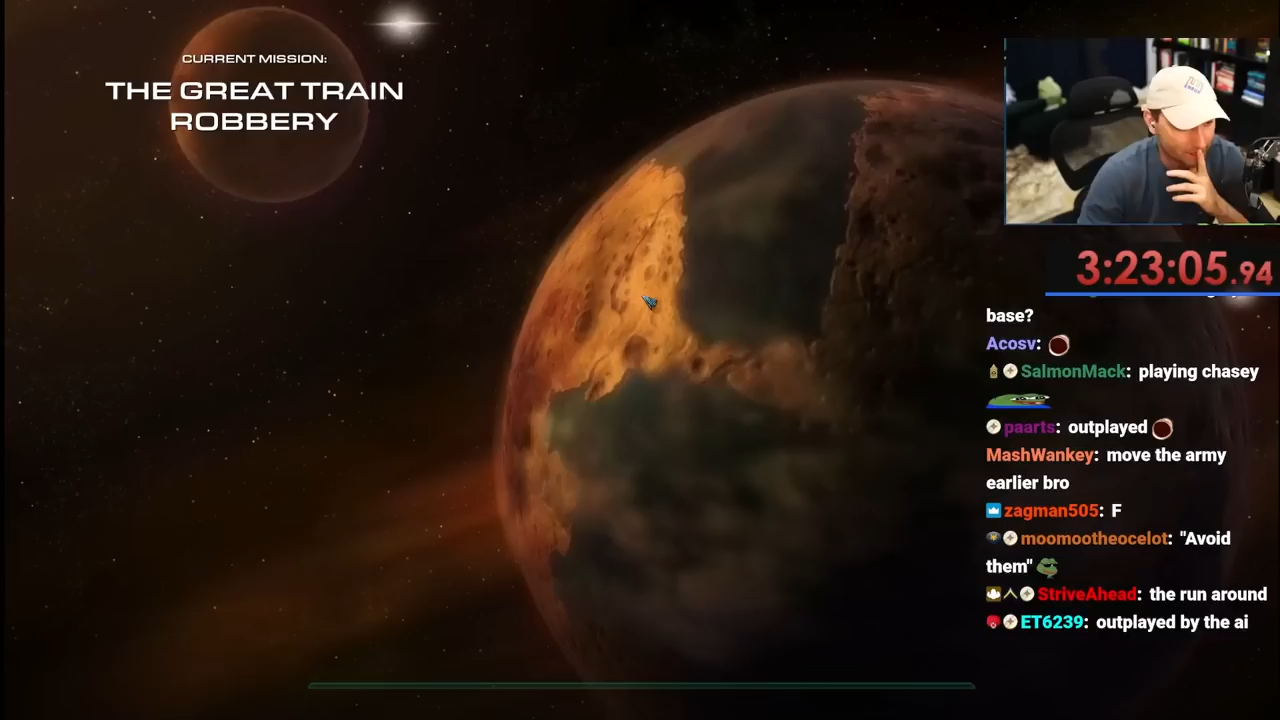 CURRENT MISSION:
THE GREAT TRAIN
ROBBERY
3:23:05.94
base?
Acosv:
SalmonMack: playing chasey
paarts: outplayed
MashWankey: move the army
earlier bro
zagman505: F
moomootheocelot: "Avoid
them"
StriveAhead: the run around
ET6239: outplayed by the ai